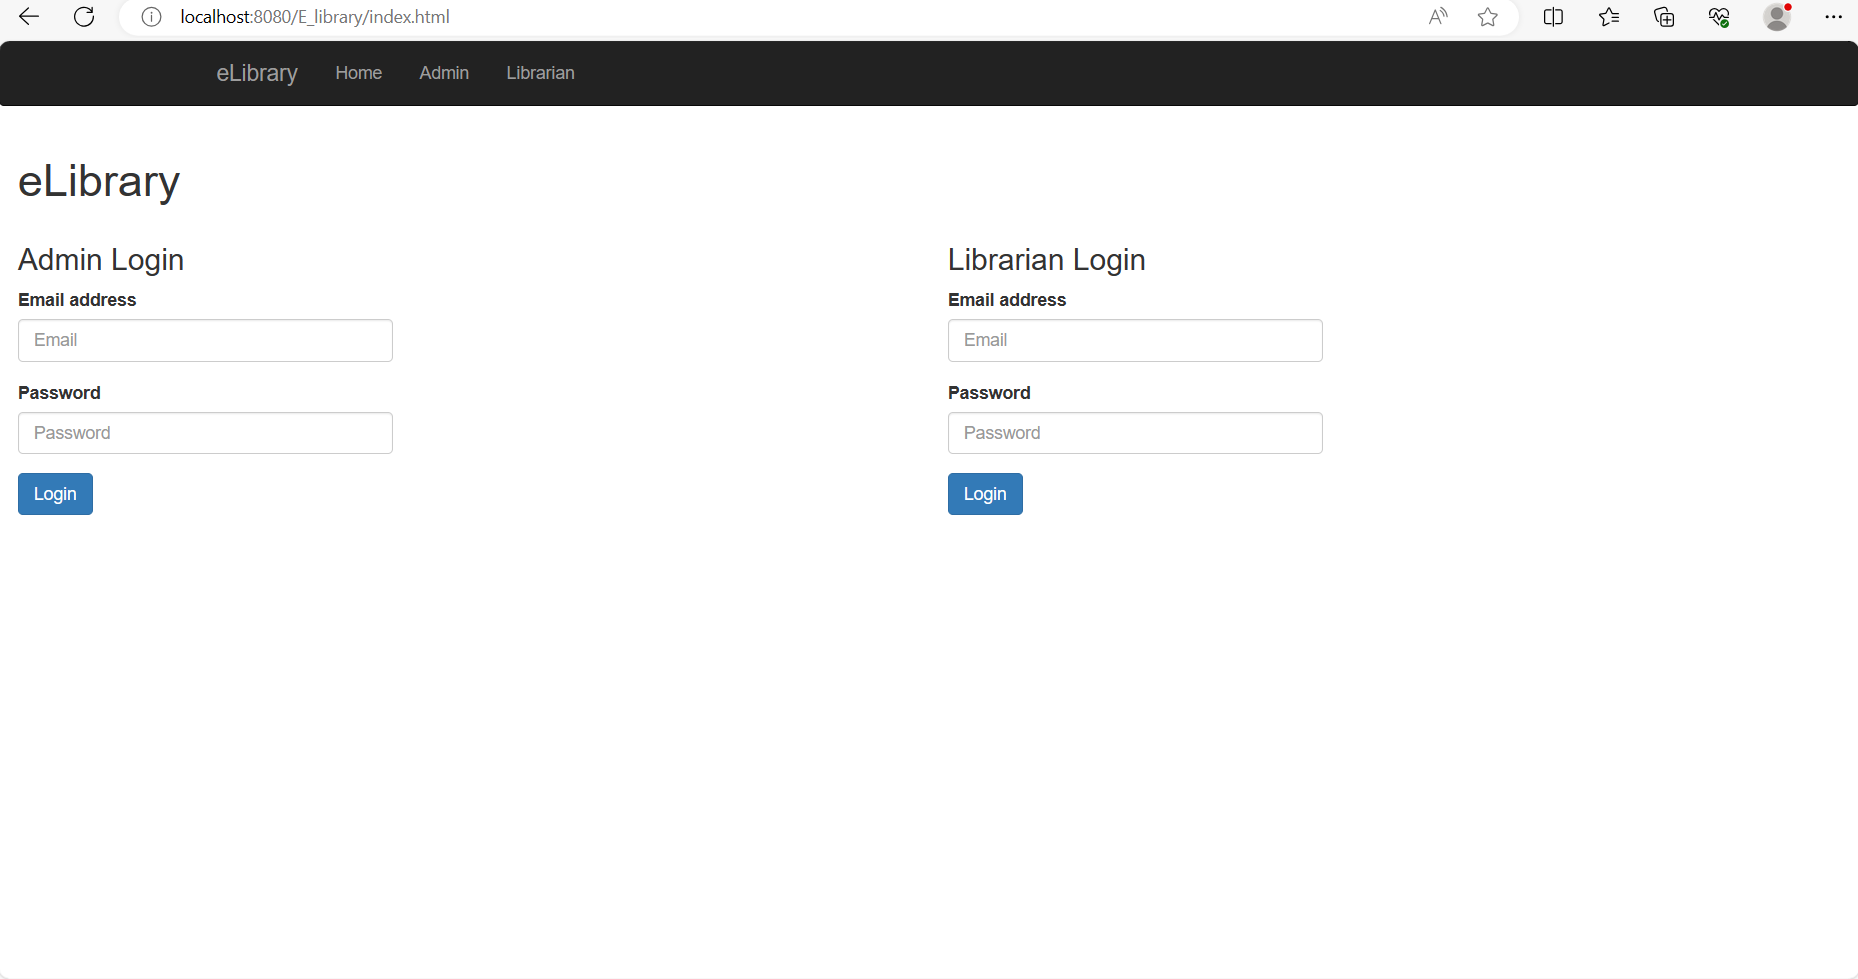 localhost:8080/E_library/index.html
eLibrary Home Admin Librarian
eLibrary
Admin Login
Email address
Email
Password
Password
Login
Librarian Login
Email address
Email
Password
Password
Login